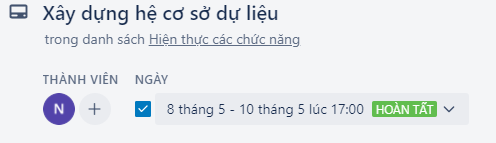 Xây dựng hệ cơ sở dự liệu
trong danh sách Hiện thực các chức năng
THÀNH VIÊN NGÀY
N + 8 tháng 5 - 10 tháng 5 lúc 17:00 HOÀN TẤT